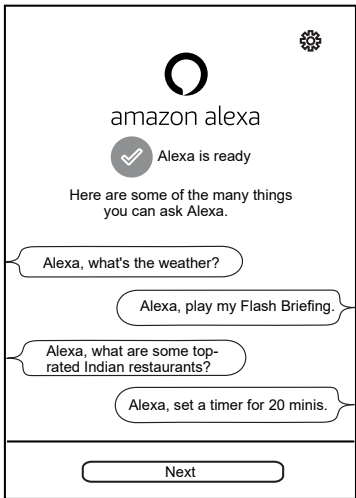 amazon alexa
Alexa is ready
Here are some of the many things
you can ask Alexa.
Alexa, what's the weather?
Alexa, play my Flash Briefing.
Alexa, what are some top-
rated Indian restaurants?
Alexa, set a timer for 20 minis.
Next